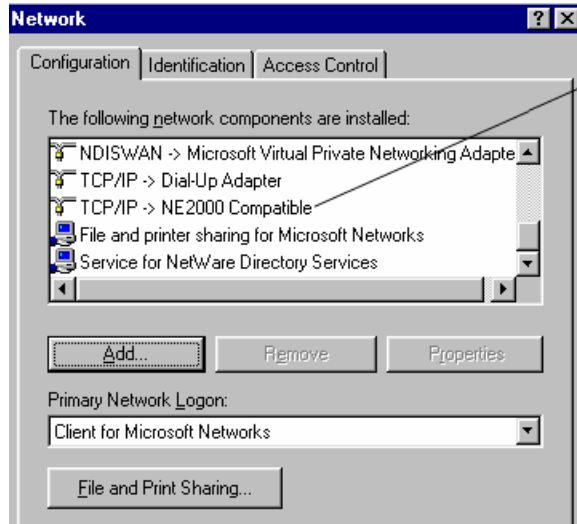 Network
Configuration Identification Access Control
The following network components are installed:
NDISWAN -> Microsoft Virtual Private Networking Adapte
TCP/IP -> Dial-Up Adapter
TCP/IP -> NE2000 Compatible
File and printer sharing for Microsoft Networks
Service for NetWare Directory Services
Add... Remove Properties
Primary Network Logon:
Client for Microsoft Networks
File and Print Sharing...